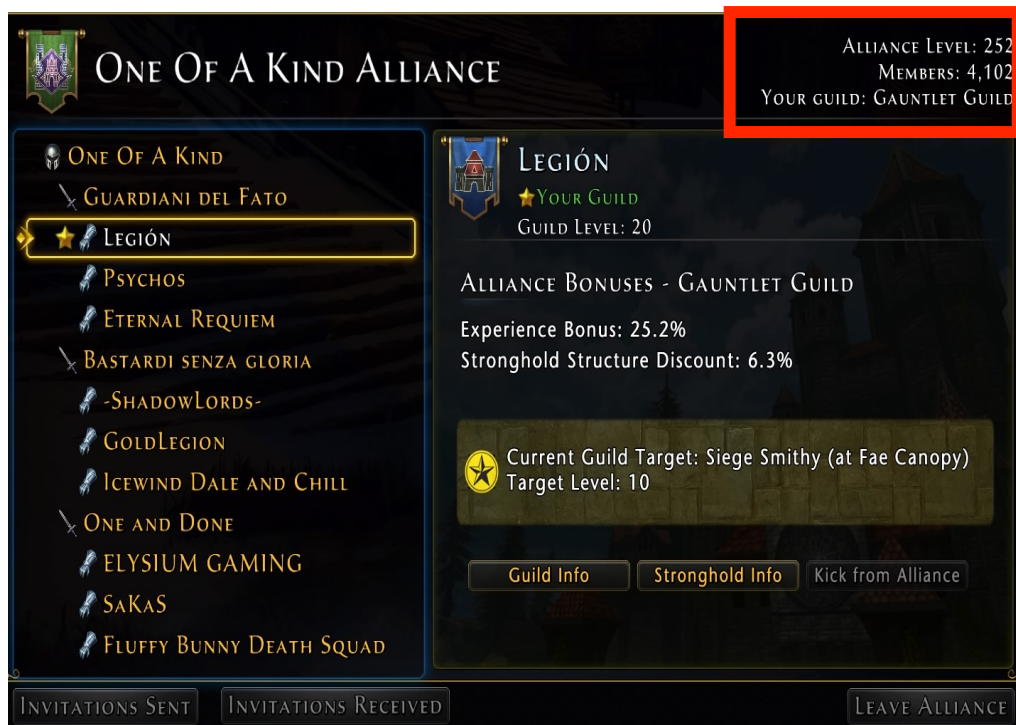 One Of A Kind Alliance
Alliance Level: 252
Members: 4,102
Your guild: Gauntlet Guild
One Of A Kind
Guardiani del Fato
Legión
Psychos
Eternal Requiem
Bastardi senza gloria
-ShadowLords-
GoldLegion
Icewind Dale and Chill
One and Done
ELYSIUM GAMING
SaKaS
Fluffy Bunny Death Squad
Legión
Your Guild
Guild Level: 20
Alliance Bonuses - Gauntlet Guild
Experience Bonus: 25.2%
Stronghold Structure Discount: 6.3%
Current Guild Target: Siege Smithy (at Fae Canopy)
Target Level: 10
Guild Info
Stronghold Info
Kick from Alliance
Invitations Sent
Invitations Received
Leave Alliance